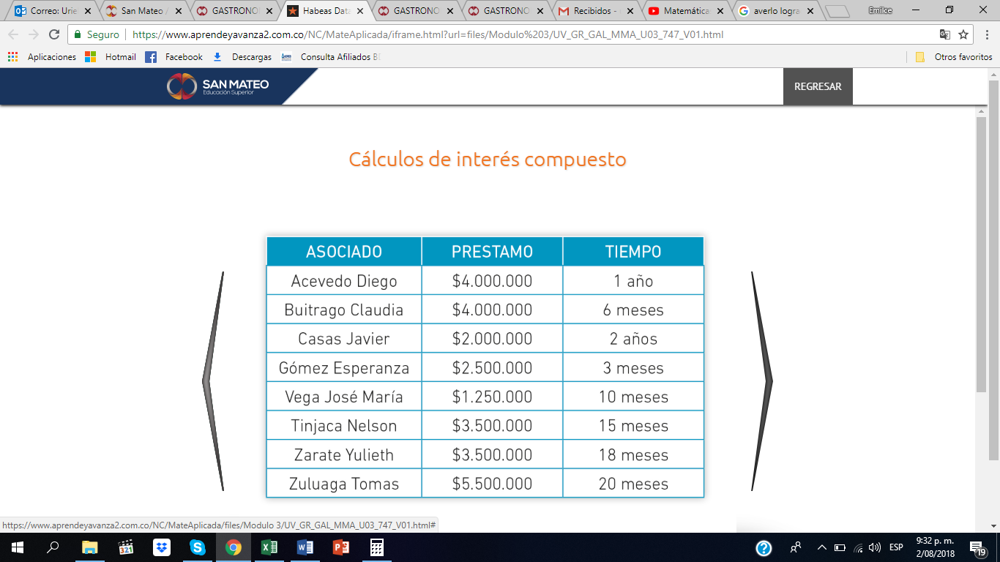 Correo: Urie
San Mateo /
GASTRONO
Habeas Data
GASTRONO
GASTRONO
Recibidos -
Matemática
averlo logra
Emilce
Seguro
https://www.aprendeyavanza2.com.co/NC/MateAplicada/iframe.html?url=files/Modulo%203/UV_GR_GAL_MMA_U03_747_V01.html
Aplicaciones
Hotmail
Facebook
Descargas
Consulta Afiliados B
Otros favoritos
SAN MATEO
Educación Superior
REGRESAR
Cálculos de interés compuesto
ASOCIADO PRESTAMO TIEMPO
Acevedo Diego $4.000.000 1 año
Buitrago Claudia $4.000.000 6 meses
Casas Javier $2.000.000 2 años
Gómez Esperanza $2.500.000 3 meses
Vega José María $1.250.000 10 meses
Tinjaca Nelson $3.500.000 15 meses
Zarate Yulieth $3.500.000 18 meses
Zuluaga Tomas $5.500.000 20 meses
https://www.aprendeyavanza2.com.co/NC/MateAplicada/files/Modulo 3/UV_GR_GAL_MMA_U03_747_V01.html#
321
ESP
9:32 p. m.
2/08/2018
19